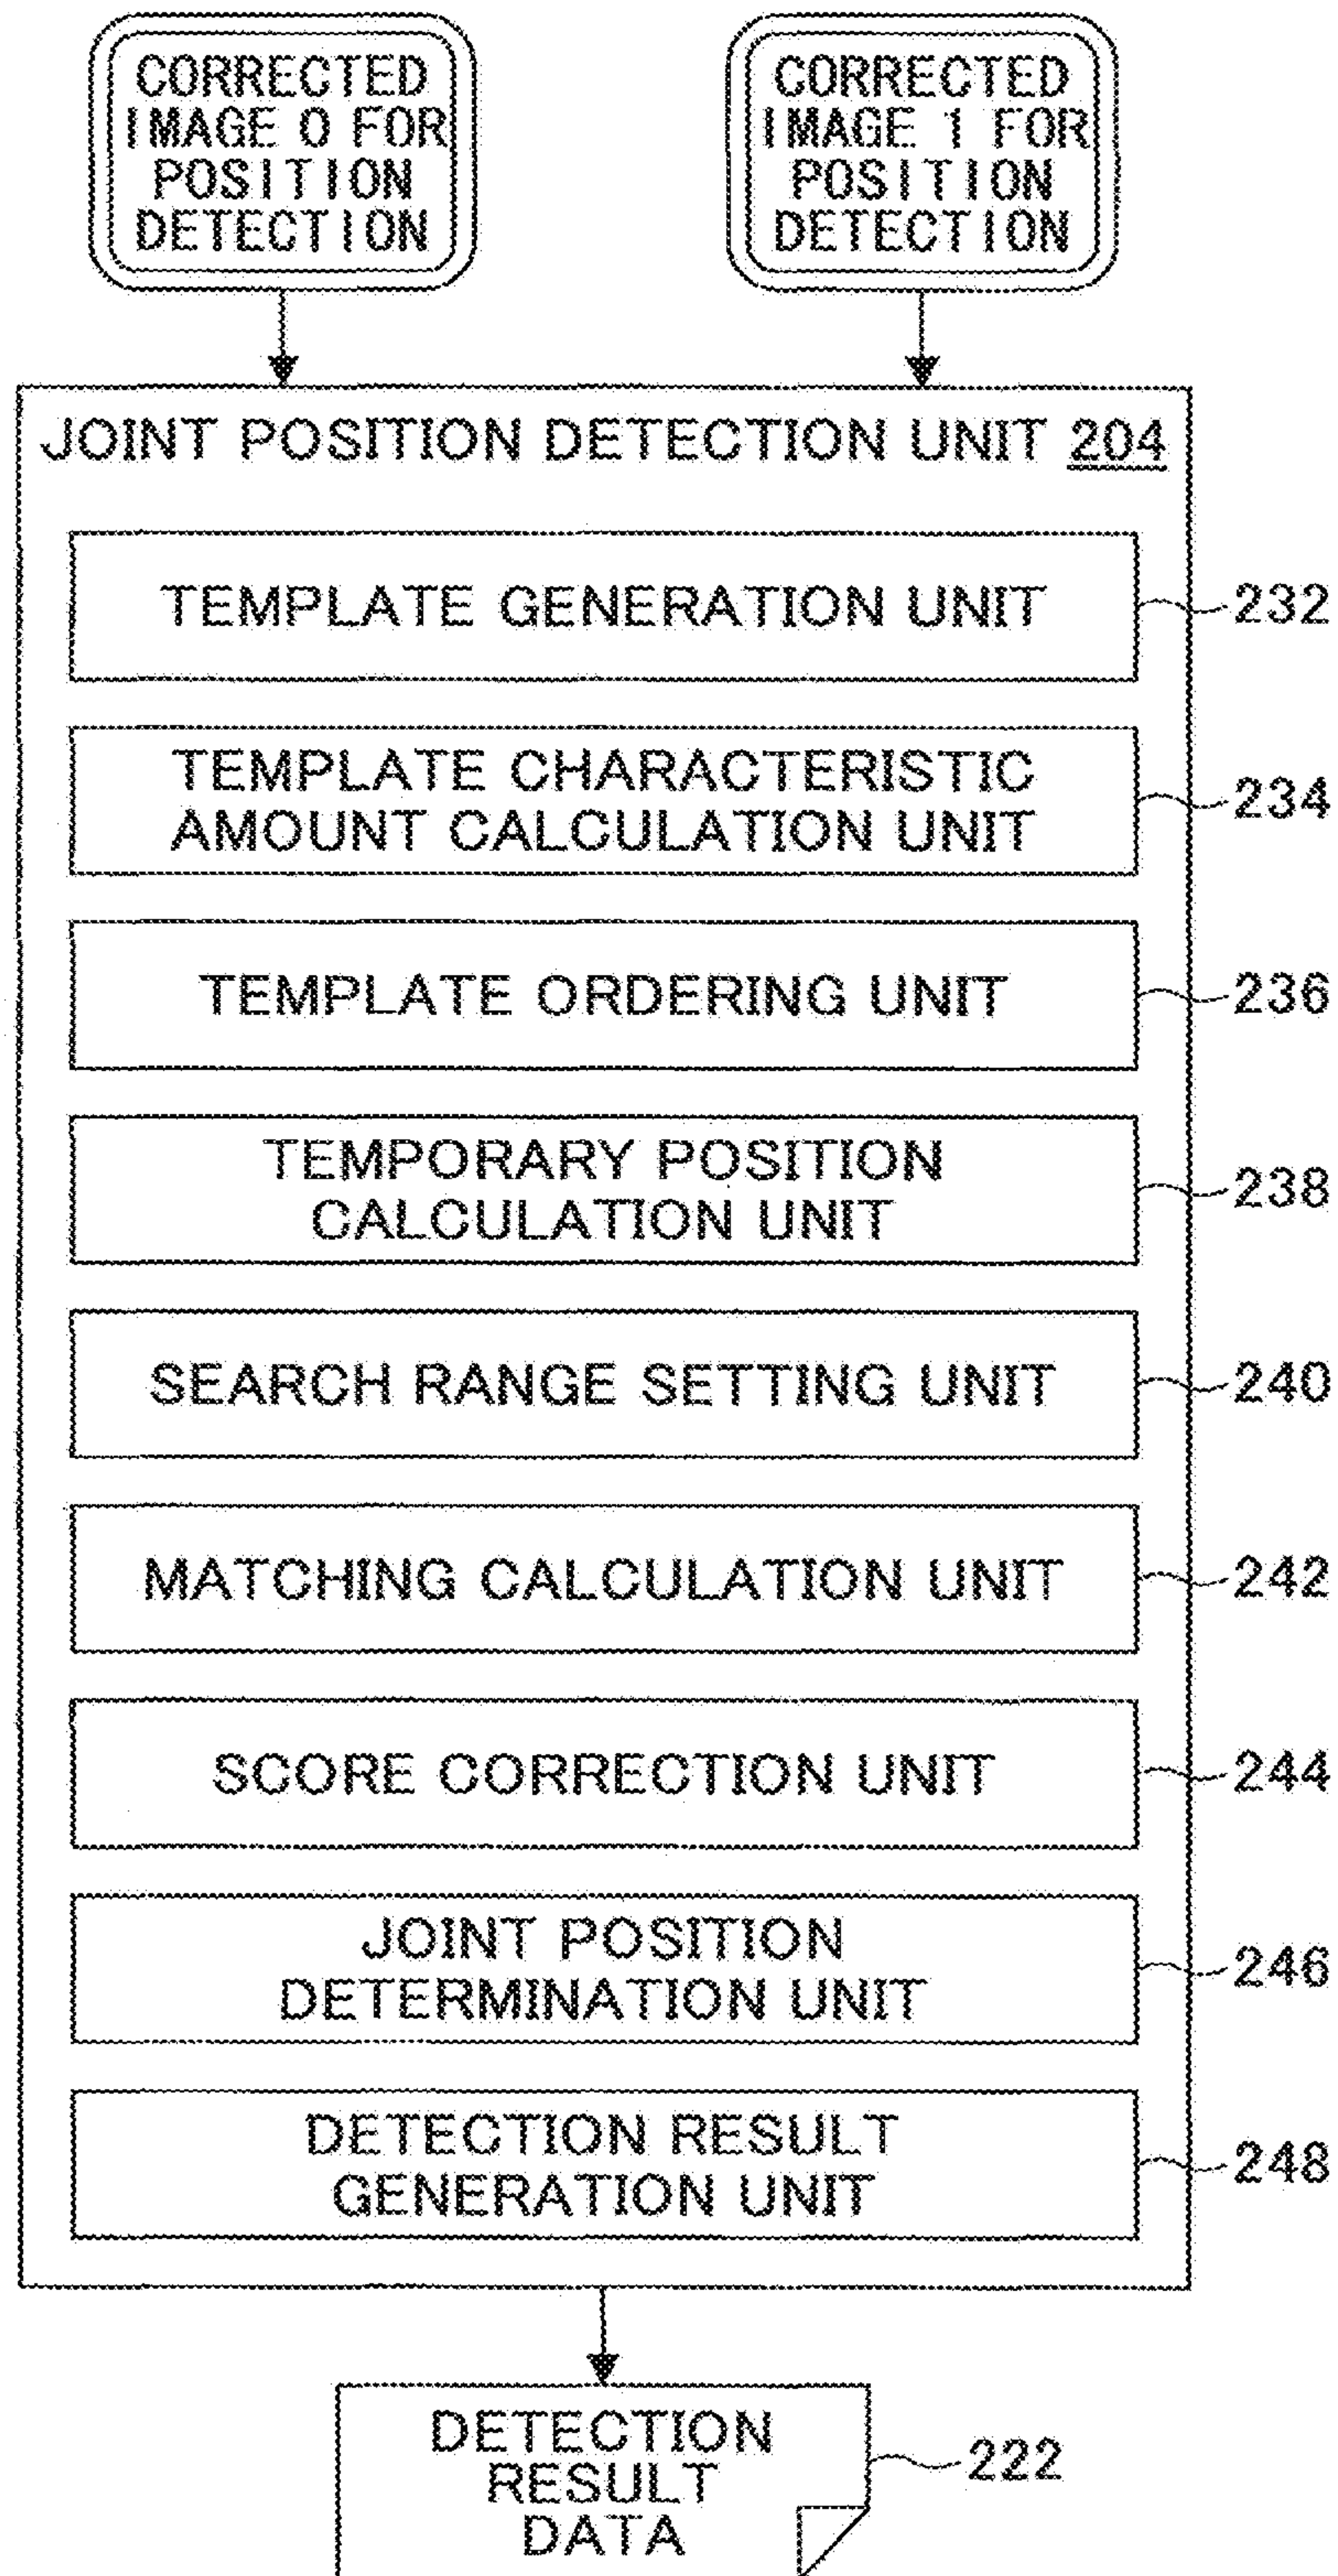 CORRECTED
IMAGE 0 FOR
POSITION
DETECTION
CORRECTED
IMAGE 1 FOR
POSITION
DETECTION
JOINT POSITION DETECTION UNIT 204
TEMPLATE GENERATION UNIT
232
TEMPLATE CHARACTERISTIC
AMOUNT CALCULATION UNIT
234
TEMPLATE ORDERING UNIT
236
TEMPORARY POSITION
CALCULATION UNIT
238
SEARCH RANGE SETTING UNIT
240
MATCHING CALCULATION UNIT
242
SCORE CORRECTION UNIT
244
JOINT POSITION
DETERMINATION UNIT
246
DETECTION RESULT
GENERATION UNIT
248
DETECTION
RESULT
DATA
222